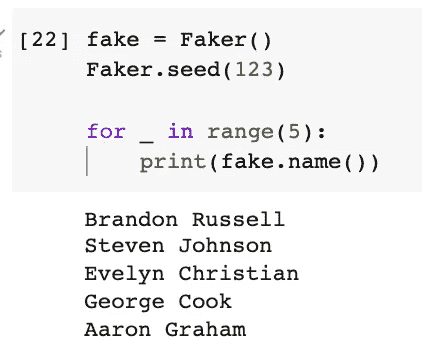 [22] fake = Faker()
Faker.seed(123)
for _ in range(5):
print(fake.name())
Brandon Russell
Steven Johnson
Evelyn Christian
George Cook
Aaron Graham